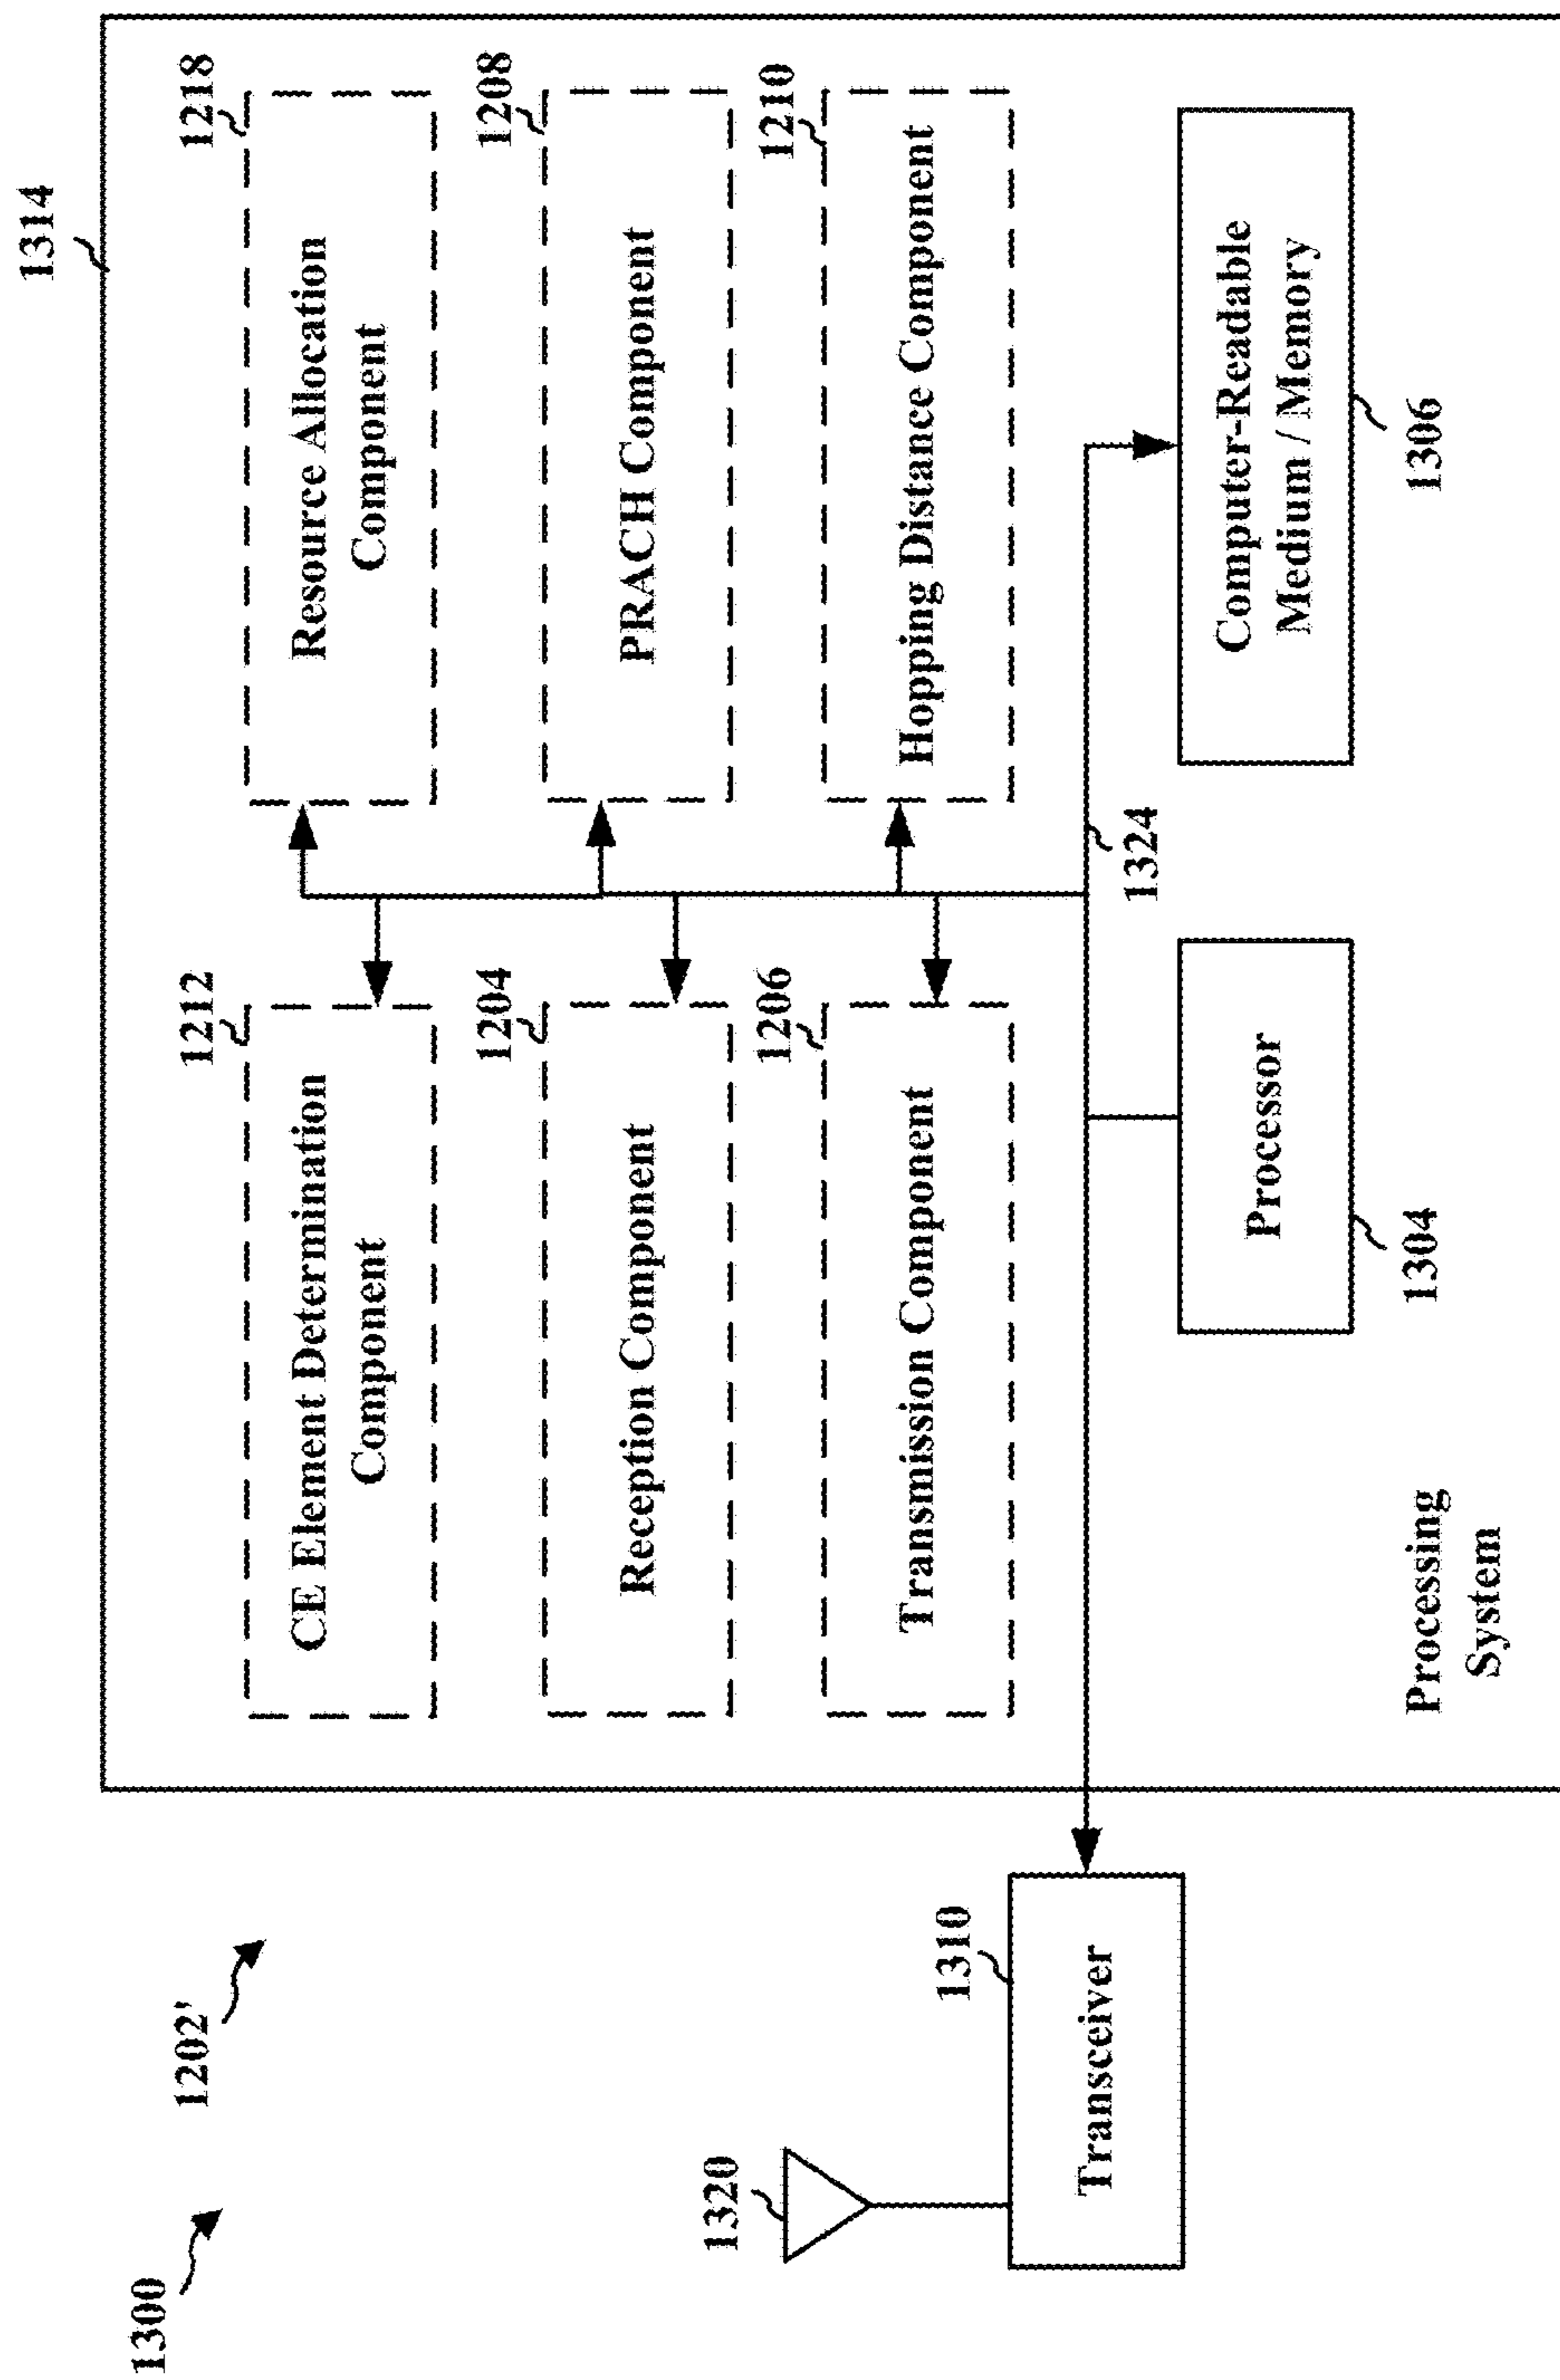 1300
1202'
1314
1212
CE Element Determination
Component
1218
Resource Allocation
Component
1204
Reception Component
1208
PRACH Component
1206
Transmission Component
1210
Hopping Distance Component
1320
1310
Transceiver
1324
Processor
1304
Computer-Readable
Medium / Memory
1306
Processing
System